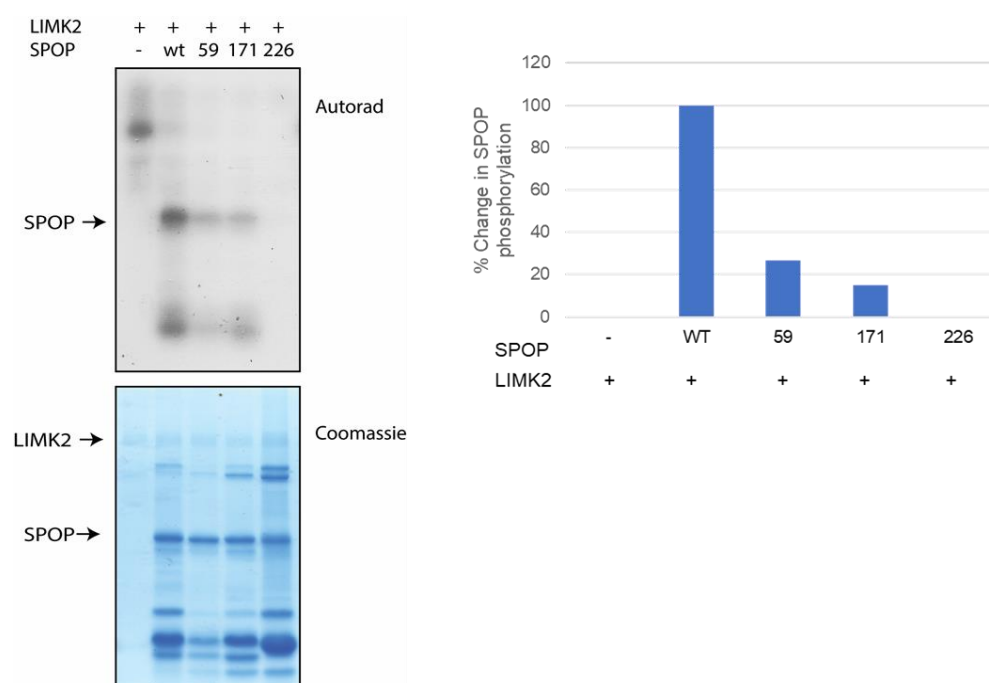 LIMK2 + + + + +
SPOP - wt 59 171 226
Autorad
SPOP
LIMK2
Coomassie
SPOP
% Change in SPOP
phosphorylation
120
100
80
60
40
20
0
SPOP - WT 59 171 226
LIMK2 + + + + +